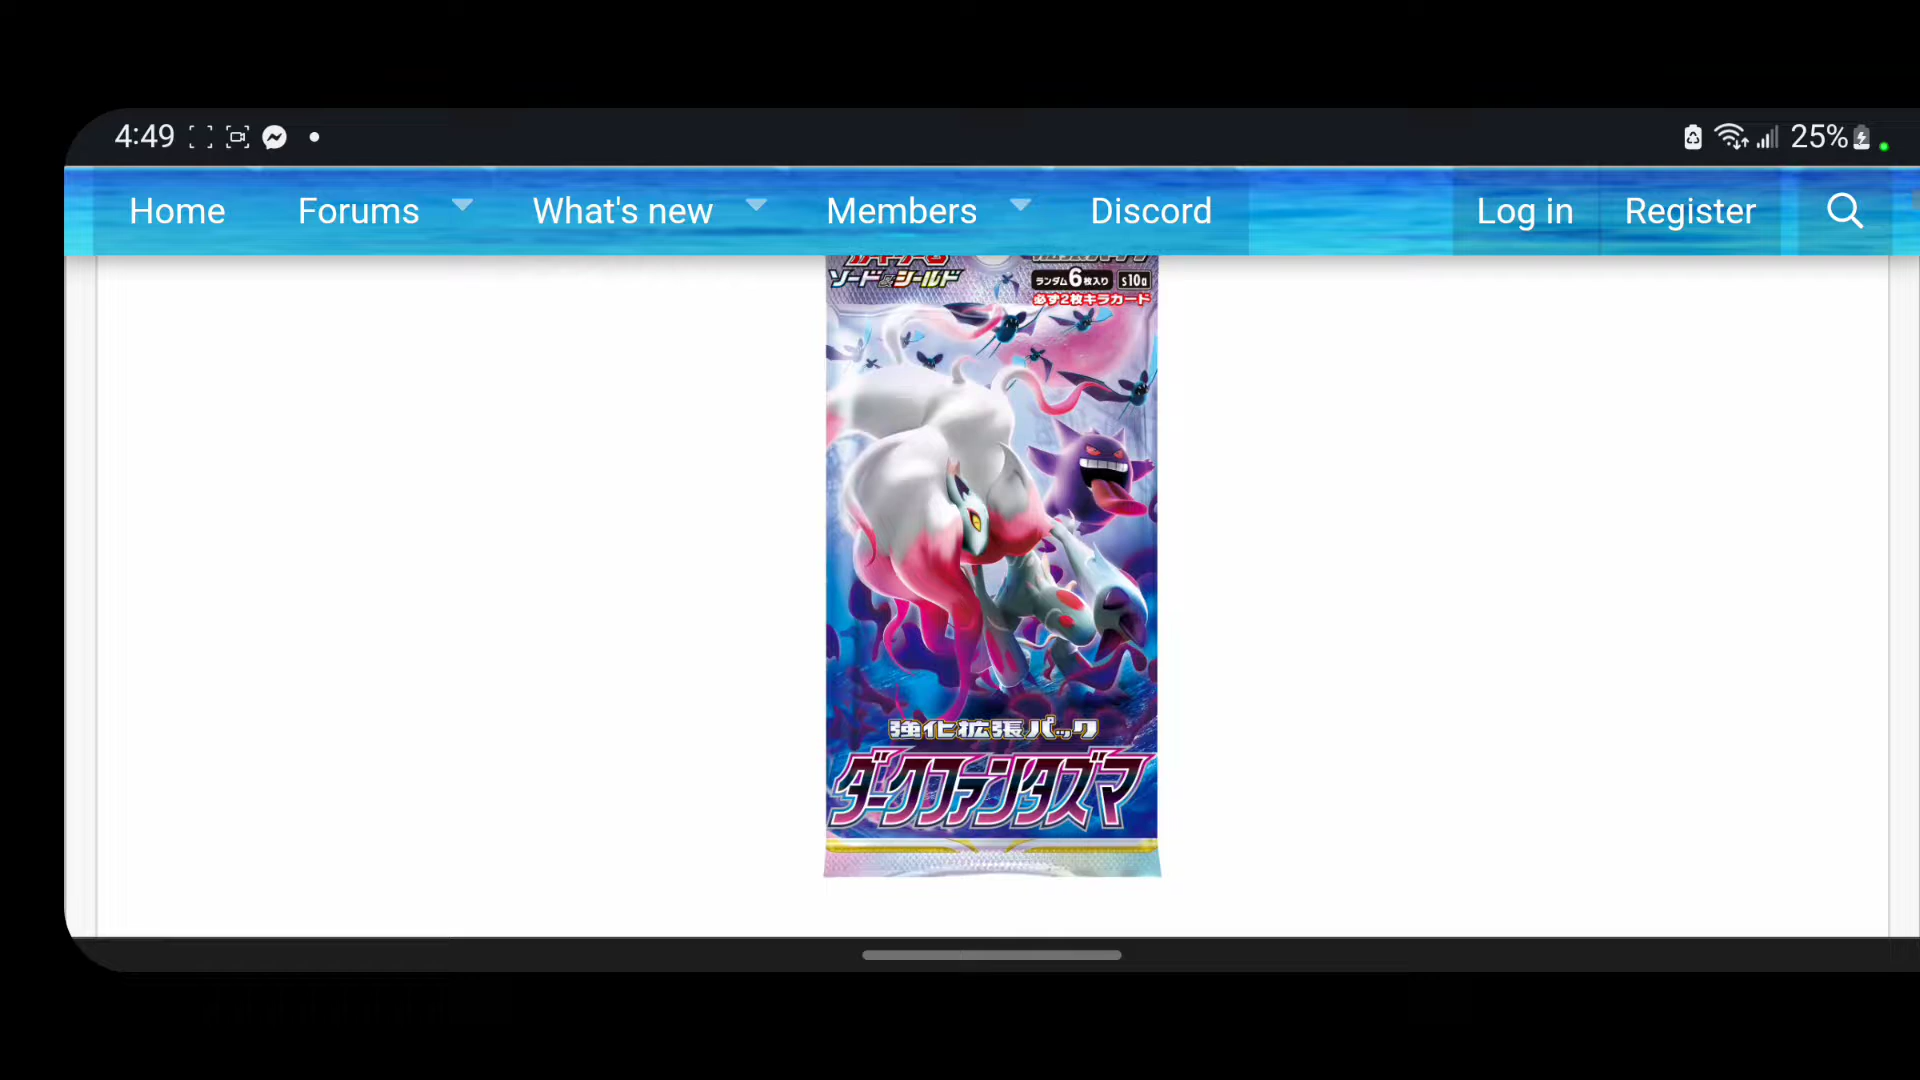 4:49
25%
Home Forums What's new Members Discord Log in Register
ソード&シールド
ランダム6枚入り s10a
必ず2枚キラカード
強化拡張パック
ダークファンタズマ